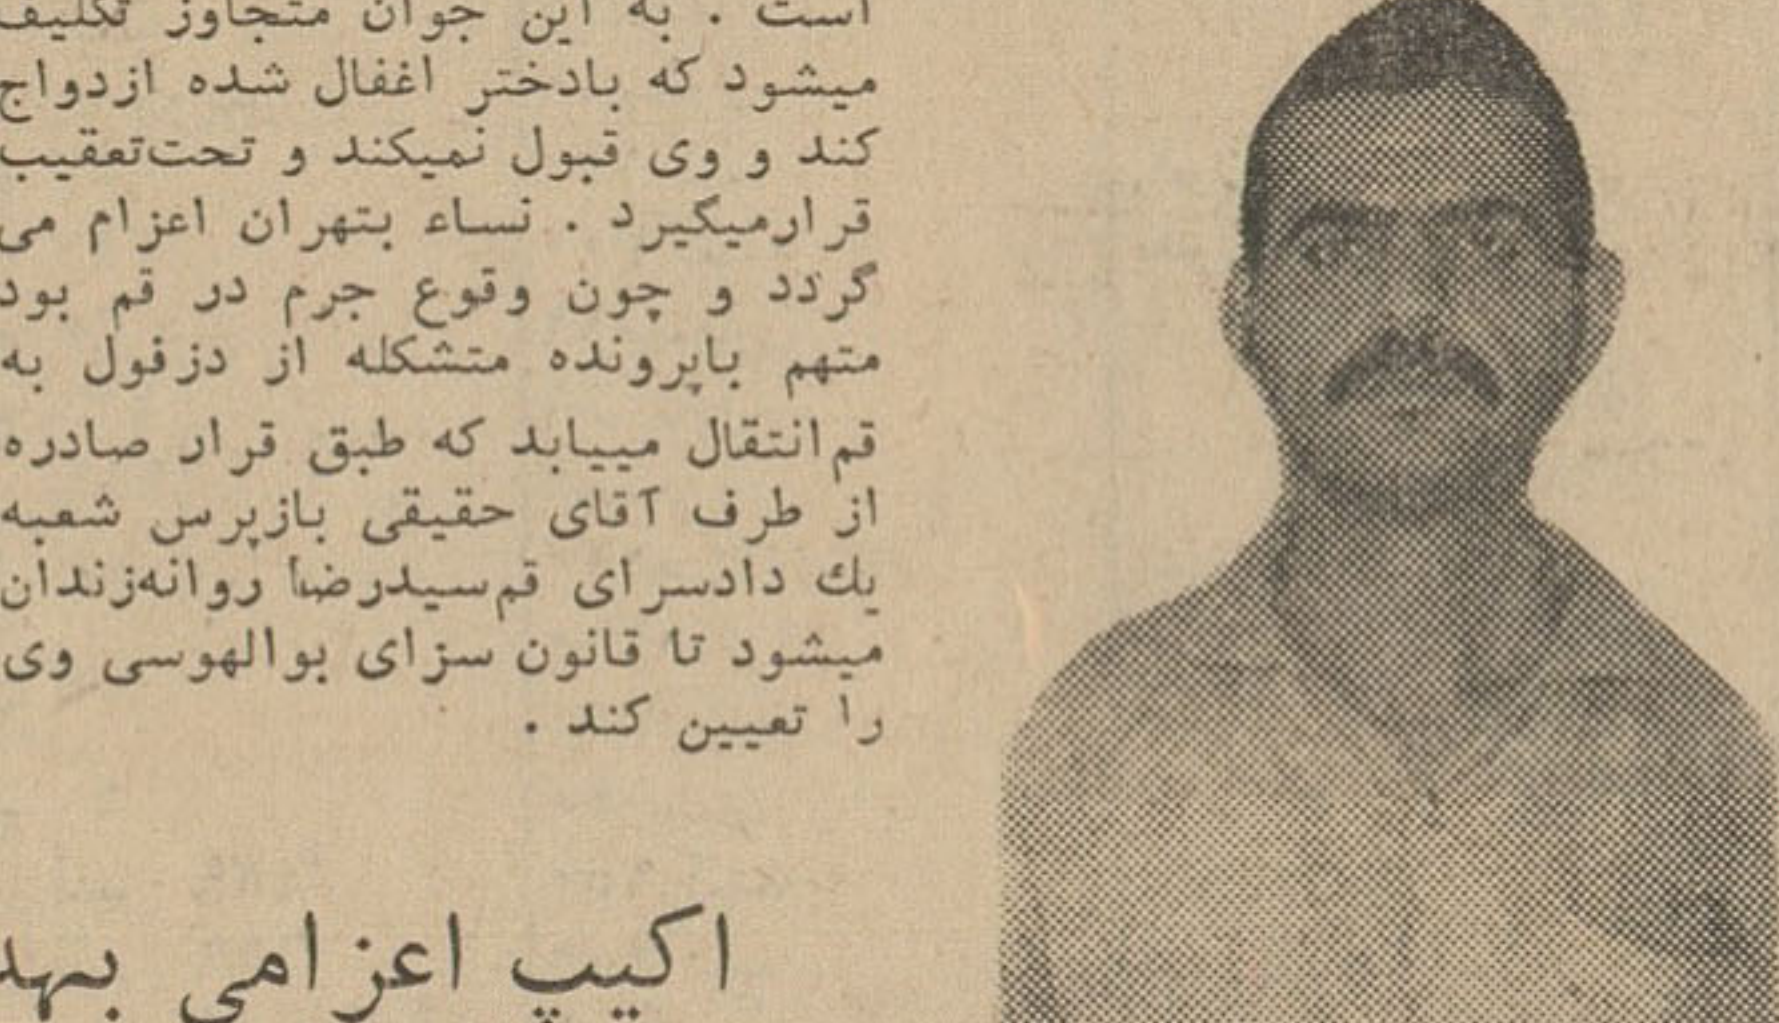 است . به این جوان متجاوز تکلیف
میشود که بادختر اغفال شده ازدواج
کند و وی قبول نمیکند و تحت‌تعقیب
قرارمیگیرد . نساء بتهران اعزام می
گردد و چون وقوع جرم در قم بود
متهم باپرونده متشکله از دزفول به
قم‌انتقال مییابد که طبق قرار صادره
از طرف آقای حقیقی بازپرس شعبه
یك دادسرای قم‌سیدرضا روانه‌زندان
میشود تا قانون سزای بوالهوسی وی
را تعیین کند .
اکیپ اعزامی